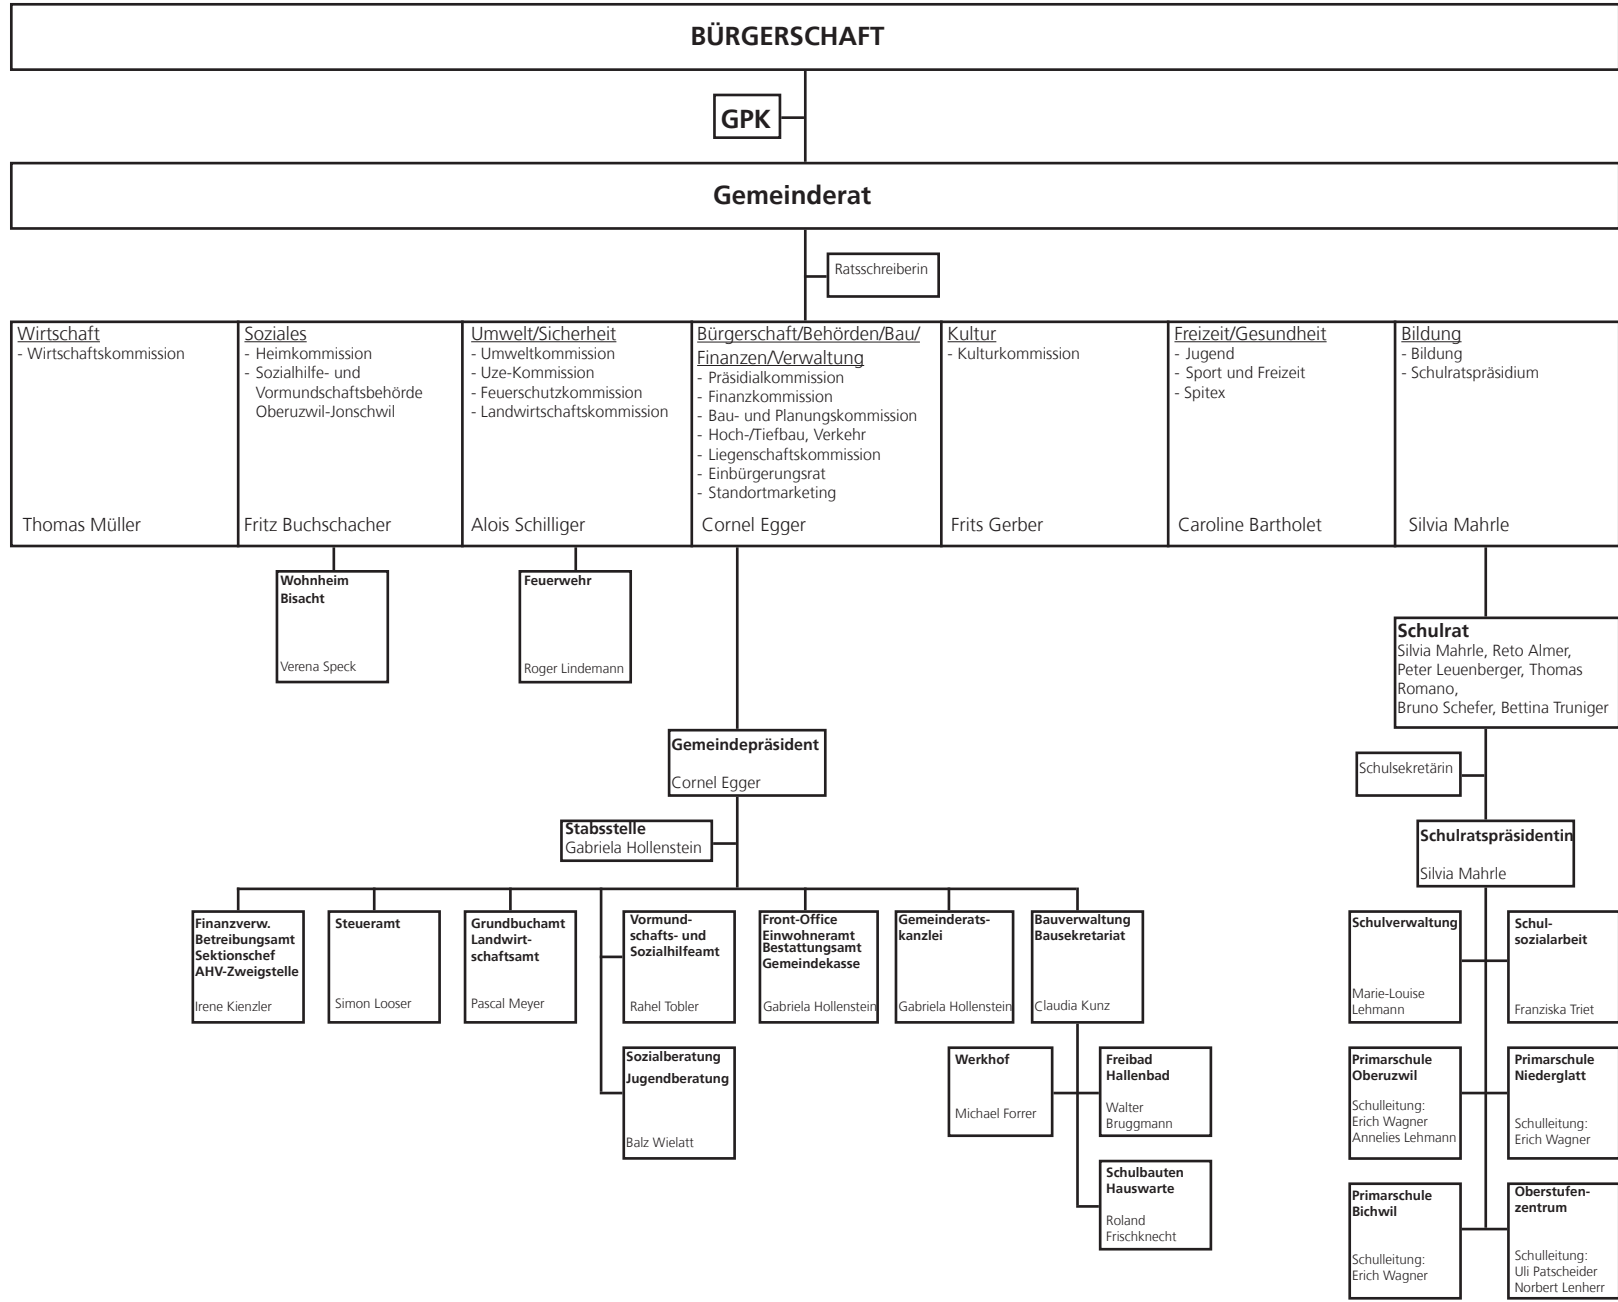 BÜRGERSCHAFT
GPK
Gemeinderat
Ratsschreiberin
Wirtschaft
- Wirtschaftskommission
Thomas Müller
Soziales
- Heimkommission
- Sozialhilfe- und
Vormundschaftsbehörde
Oberuzwil-Jonschwil
Fritz Buchschacher
Umwelt/Sicherheit
- Umweltkommission
- Uze-Kommission
- Feuerschutzkommission
- Landwirtschaftskommission
Alois Schilliger
Bürgerschaft/Behörden/Bau/
Finanzen/Verwaltung
- Präsidialkommission
- Finanzkommission
- Bau- und Planungskommission
- Hoch-/Tiefbau, Verkehr
- Liegenschaftskommission
- Einbürgerungsrat
- Standortmarketing
Cornel Egger
Kultur
- Kulturkommission
Frits Gerber
Freizeit/Gesundheit
- Jugend
- Sport und Freizeit
- Spitex
Caroline Bartholet
Bildung
- Bildung
- Schulratspräsidium
Silvia Mahrle
Wohnheim
Bisacht
Verena Speck
Feuerwehr
Roger Lindemann
Schulrat
Silvia Mahrle, Reto Almer,
Peter Leuenberger, Thomas
Romano,
Bruno Schefer, Bettina Truniger
Gemeindepräsident
Cornel Egger
Schulsekretärin
Stabsstelle
Gabriela Hollenstein
Schulratspräsidentin
Silvia Mahrle
Finanzverw.
Betreibungsamt
Sektionschef
AHV-Zweigstelle
Irene Kienzler
Steueramt
Simon Looser
Grundbuchamt
Landwirt-
schaftsamt
Pascal Meyer
Vormund-
schafts- und
Sozialhilfeamt
Rahel Tobler
Front-Office
Einwohneramt
Bestattungsamt
Gemeindekasse
Gabriela Hollenstein
Gemeinderats-
kanzlei
Gabriela Hollenstein
Bauverwaltung
Bausekretariat
Claudia Kunz
Schulverwaltung
Marie-Louise
Lehmann
Schul-
sozialarbeit
Franziska Triet
Sozialberatung
Jugendberatung
Balz Wielatt
Werkhof
Michael Forrer
Freibad
Hallenbad
Walter
Bruggmann
Primarschule
Oberuzwil
Schulleitung:
Erich Wagner
Annelies Lehmann
Primarschule
Niederglatt
Schulleitung:
Erich Wagner
Schulbauten
Hauswarte
Roland
Frischknecht
Primarschule
Bichwil
Schulleitung:
Erich Wagner
Oberstufen-
zentrum
Schulleitung:
Uli Patscheider
Norbert Lenherr